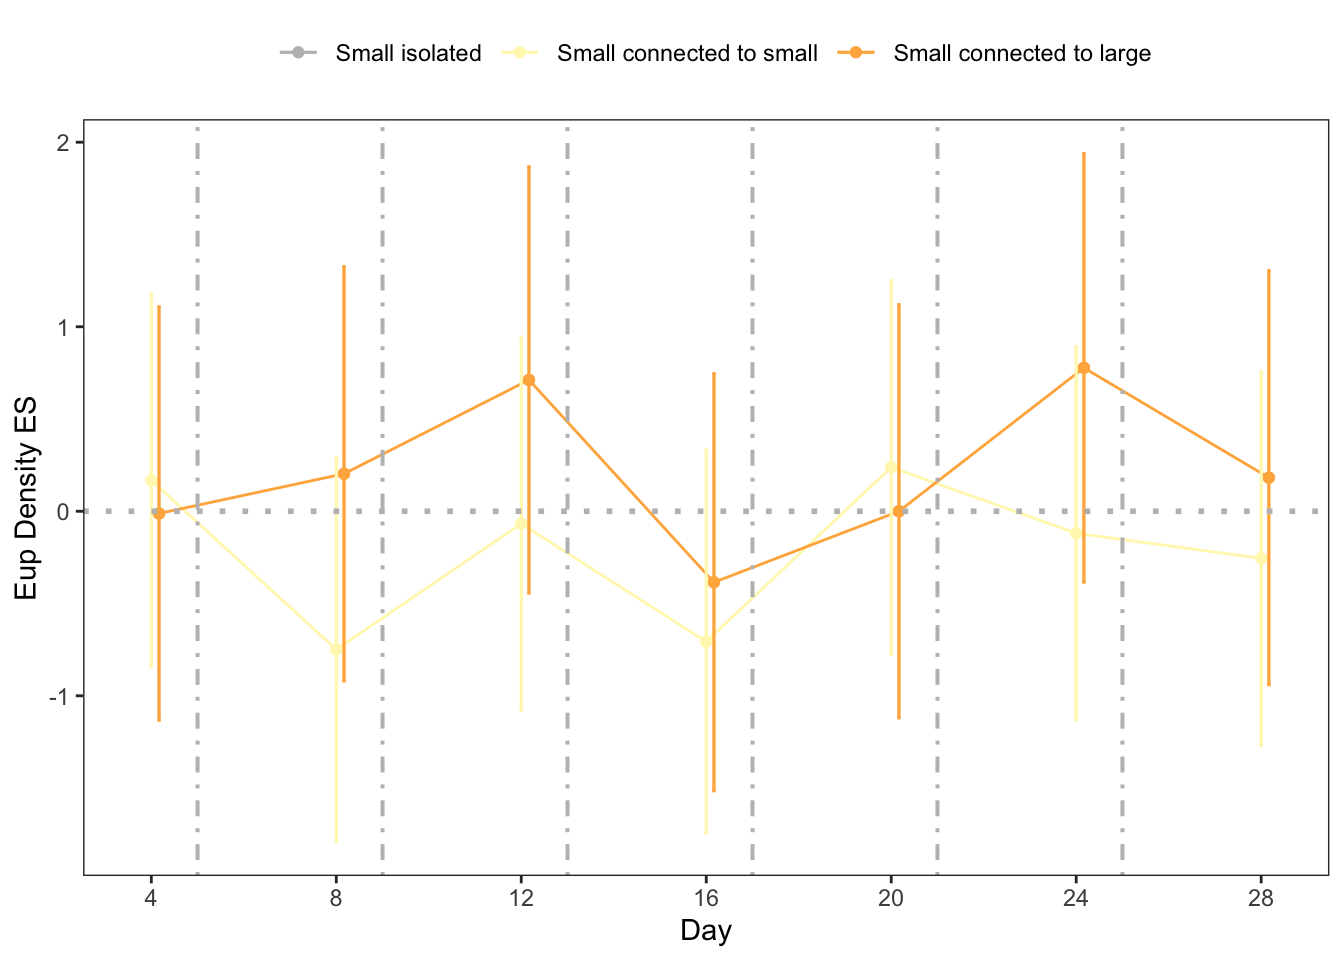 Small isolated Small connected to small Small connected to large
2
1
0
-1
Eup Density ES
4 8 12 16 20 24 28
Day